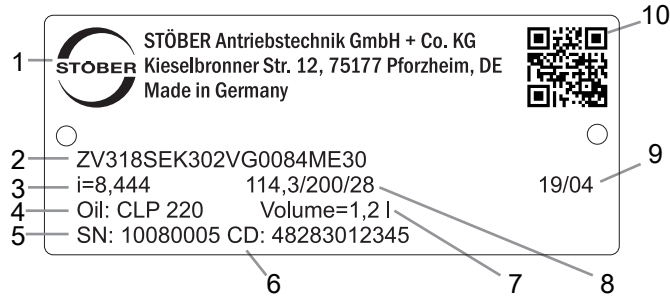 10
STÖBER Antriebstechnik GmbH + Co. KG
1 STÖBER Kieselbronner Str. 12, 75177 Pforzheim, DE
Made in Germany
9
2 ZV318SEK302VG0084ME30
3 i=8,444 114,3/200/28 19/04
4 Oil: CLP 220 Volume=1,2 l
5 SN: 10080005 CD: 48283012345
6 7 8